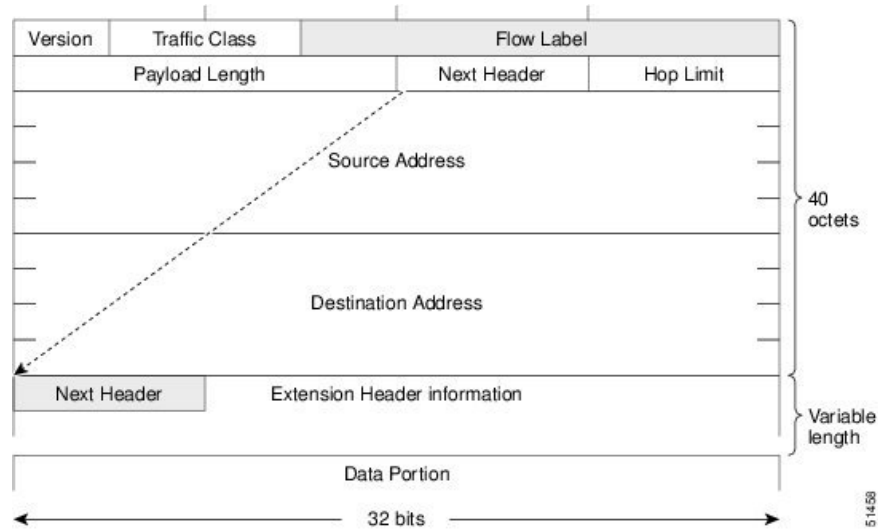 Version Traffic Class Flow Label
Payload Length Next Header Hop Limit
Source Address
40
octets
Destination Address
Next Header Extension Header information
Variable
length
Data Portion
32 bits
51458